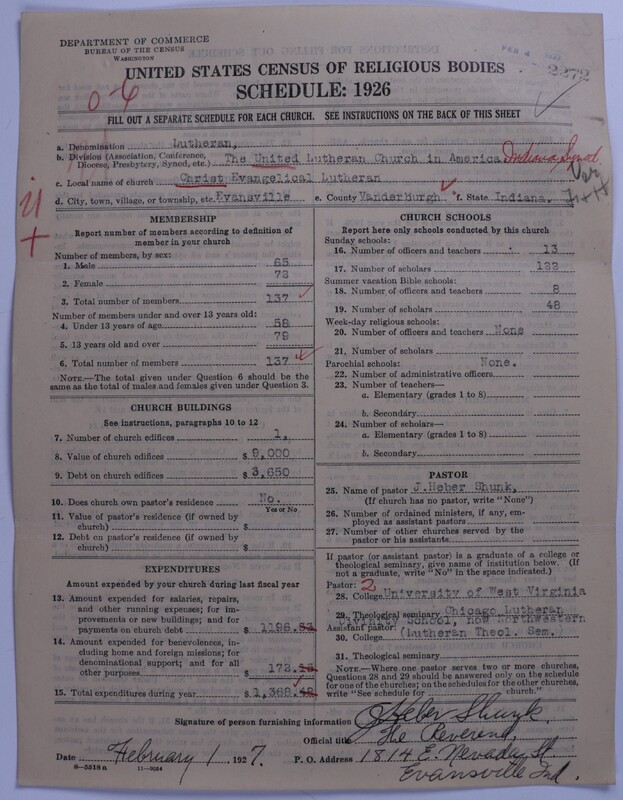 DEPARTMENT OF COMMERCE
BUREAU OF THE CENSUS
WASHINGTON
2272
UNITED STATES CENSUS OF RELIGIOUS BODIES
SCHEDULE: 1926
FILL OUT A SEPARATE SCHEDULE FOR EACH CHURCH. SEE INSTRUCTIONS ON THE BACK OF THIS SHEET
a. Denomination Lutheran,
b. Division (Association, Conference, Diocese, Presbytery, Synod, etc.) The United Lutheran Church in America Indiana Synod
c. Local name of church Christ Evangelical Lutheran
d. City, town, village, or township, etc. Evansville e. County Vanderburgh f. State Indiana.
MEMBERSHIP
Report number of members according to definition of
member in your church
Number of members, by sex:
1. Male 65
2. Female 72
3. Total number of members 137
Number of members under and over 13 years old:
4. Under 13 years of age 58
5. 13 years old and over 79
6. Total number of members 137
NOTE.—The total given under Question 6 should be
same as the total of males and females given under Question 3.
CHURCH BUILDINGS
See instructions, paragraphs 10 to 12
7. Number of church edifices 1,
8. Value of church edifices $ 9,000
9. Debt on church edifices $ 3,650
10. Does church own pastor's residence No.
Yes or No
11. Value of pastor's residence (if owned by
church) $
12. Debt on pastor's residence (if owned by
church) $
EXPENDITURES
Amount expended by your church during last fiscal year
13. Amount expended for salaries, repairs,
and other running expenses; for im-
provements or new buildings; and for
payments on church debt $ 1196.
14. Amount expended for benevolences, in-
cluding home and foreign missions; for
denominational support; and for all
other purposes $ 172.
15. Total expenditures during year $ 1,368.
CHURCH SCHOOLS
Report here only schools conducted by this church
Sunday schools:
16. Number of officers and teachers 13
17. Number of scholars 122
Summer vacation Bible schools:
18. Number of officers and teachers 8
19. Number of scholars 48
Week-day religious schools:
20. Number of officers and teachers None
21. Number of scholars
Parochial schools: None.
22. Number of administrative officers
23. Number of teachers—
a. Elementary (grades 1 to 8)
b. Secondary
24. Number of scholars—
a. Elementary (grades 1 to 8)
b. Secondary
PASTOR
25. Name of pastor J.Heber Shunk,
(If church has no pastor, write "None")
26. Number of ordained ministers, if any, em-
ployed as assistant pastors
27. Number of other churches served by the
pastor or his assistants
If pastor (or assistant pastor) is a graduate of a college or
theological seminary, give name of institution below. (If
not a graduate, write "No" in the space indicated.)
Pastor: 2
28. College University of West Virginia
29. Theological seminary Chicago Lutheran
Divinity School, now Northwestern
Assistant pastor:
30. College (Lutheran Theol. Sem.
31. Theological seminary
NOTE.—Where one pastor serves two or more churches,
Questions 28 and 29 should be answered only on the schedule
for one of the churches; on the schedules for the other churches,
write "See schedule for church."
Signature of person furnishing information J Heber Shunk.
Official title The Reverend,
Date February 1, 1927. P. O. Address 1814 E. Nevada St.
Evansville Ind.
8—5518a 11—9084